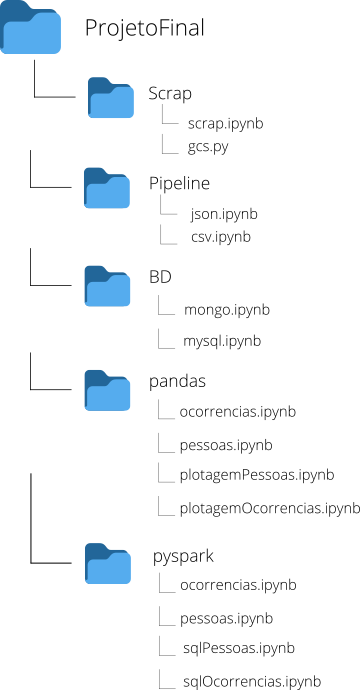 ProjetoFinal
Scrap
scrap.ipynb
gcs.py
Pipeline
json.ipynb
csv.ipynb
BD
mongo.ipynb
mysql.ipynb
pandas
ocorrencias.ipynb
pessoas.ipynb
plotagemPessoas.ipynb
plotagemOcorrencias.ipynb
pyspark
ocorrencias.ipynb
pessoas.ipynb
sqlPessoas.ipynb
sqlOcorrencias.ipynb